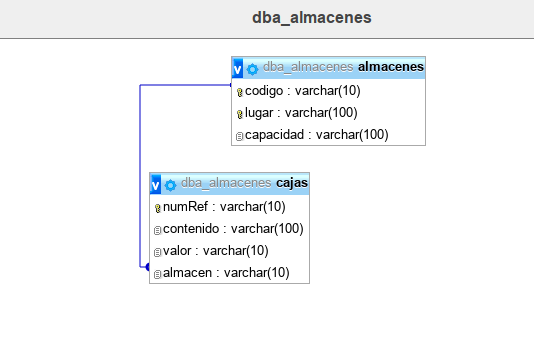 dba_almacenes
v dba_almacenes almacenes
codigo : varchar(10)
lugar : varchar(100)
capacidad : varchar(100)
v dba_almacenes cajas
numRef : varchar(10)
contenido : varchar(100)
valor : varchar(10)
almacen : varchar(10)